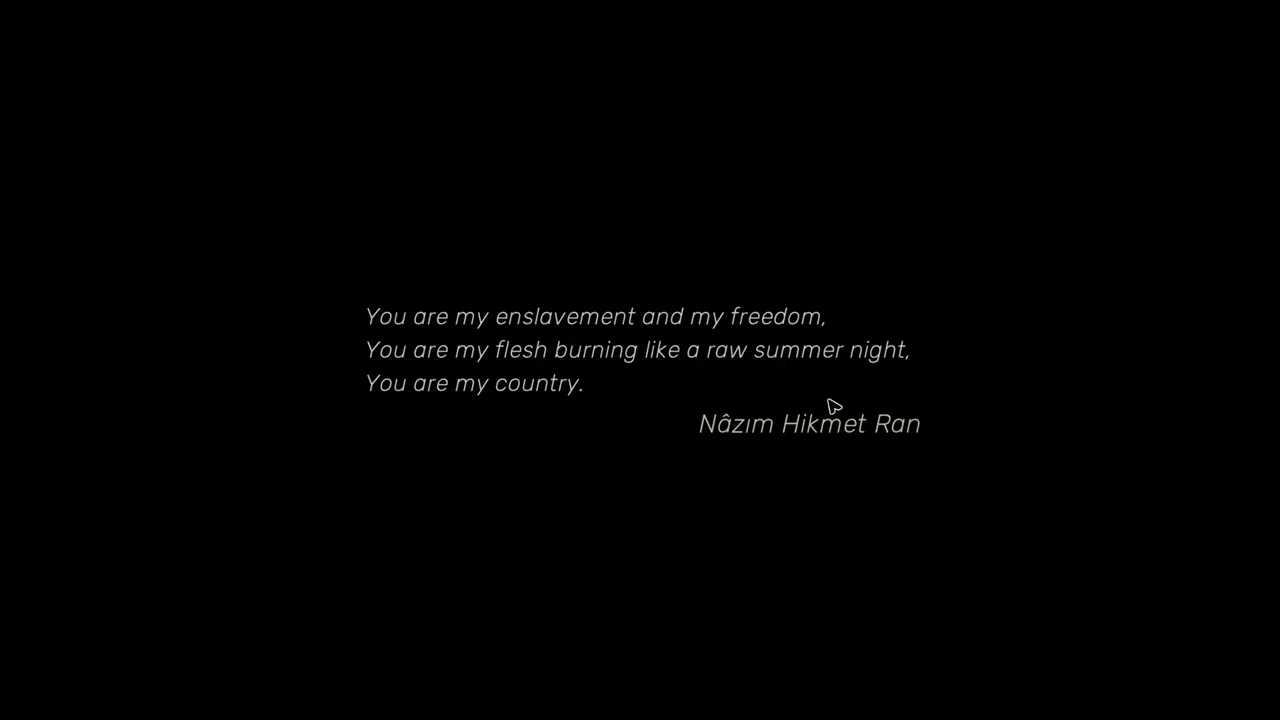 You are my enslavement and my freedom,
You are my flesh burning like a raw summer night,
You are my country.
Nâzım Hikmet Ran